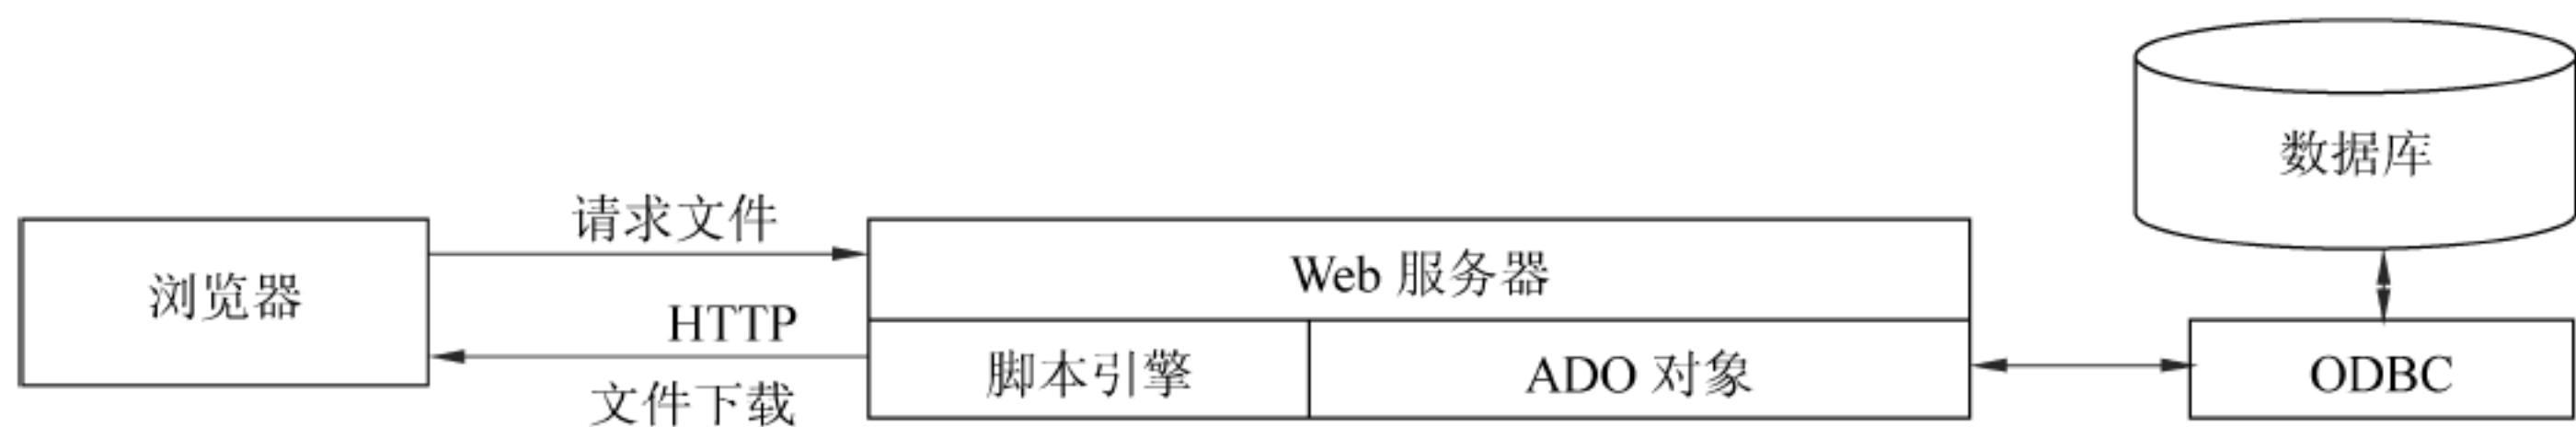 数据库
请求文件
浏览器
Web 服务器
HTTP
脚本引擎
ADO 对象
ODBC
文件下载